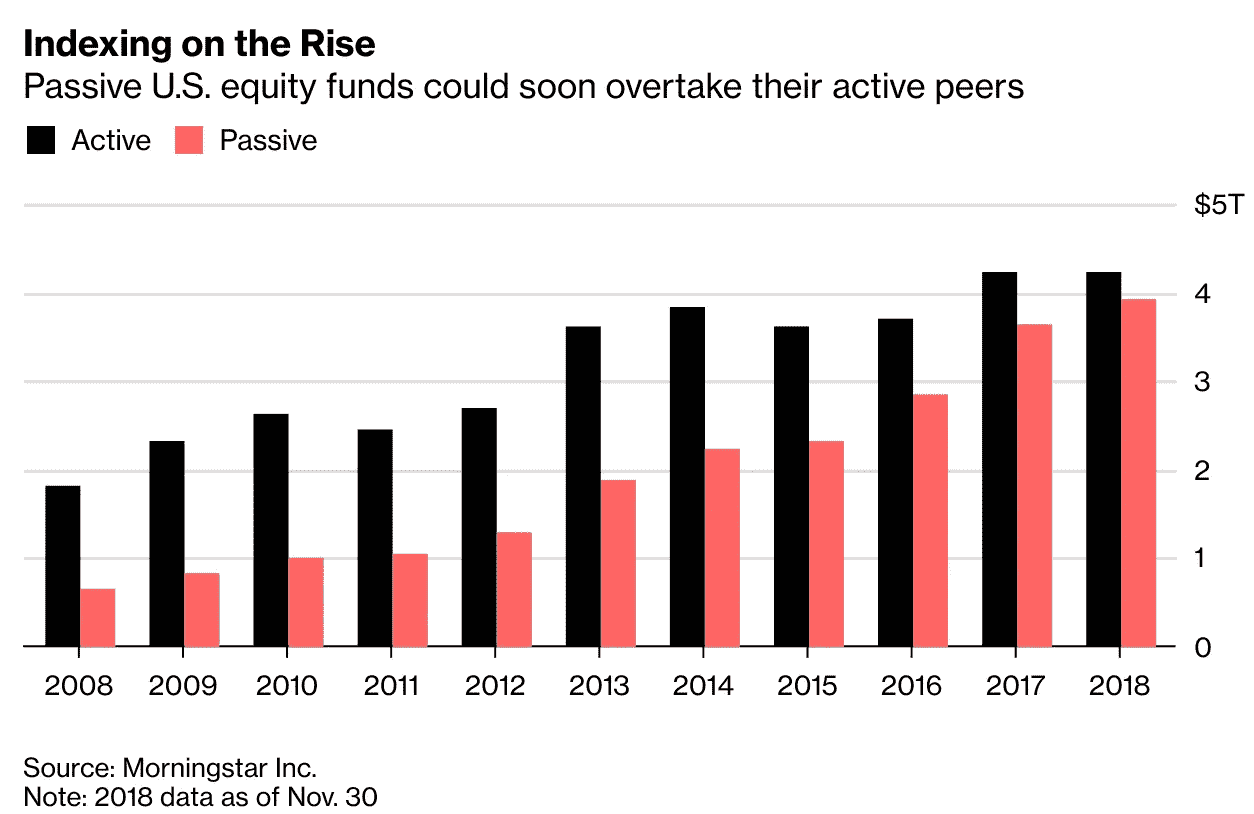 Indexing on the Rise
Passive U.S. equity funds could soon overtake their active peers
Active Passive
$5T
4
3
2
1
0
2008 2009 2010 2011 2012 2013 2014 2015 2016 2017 2018
Source: Morningstar Inc.
Note: 2018 data as of Nov. 30